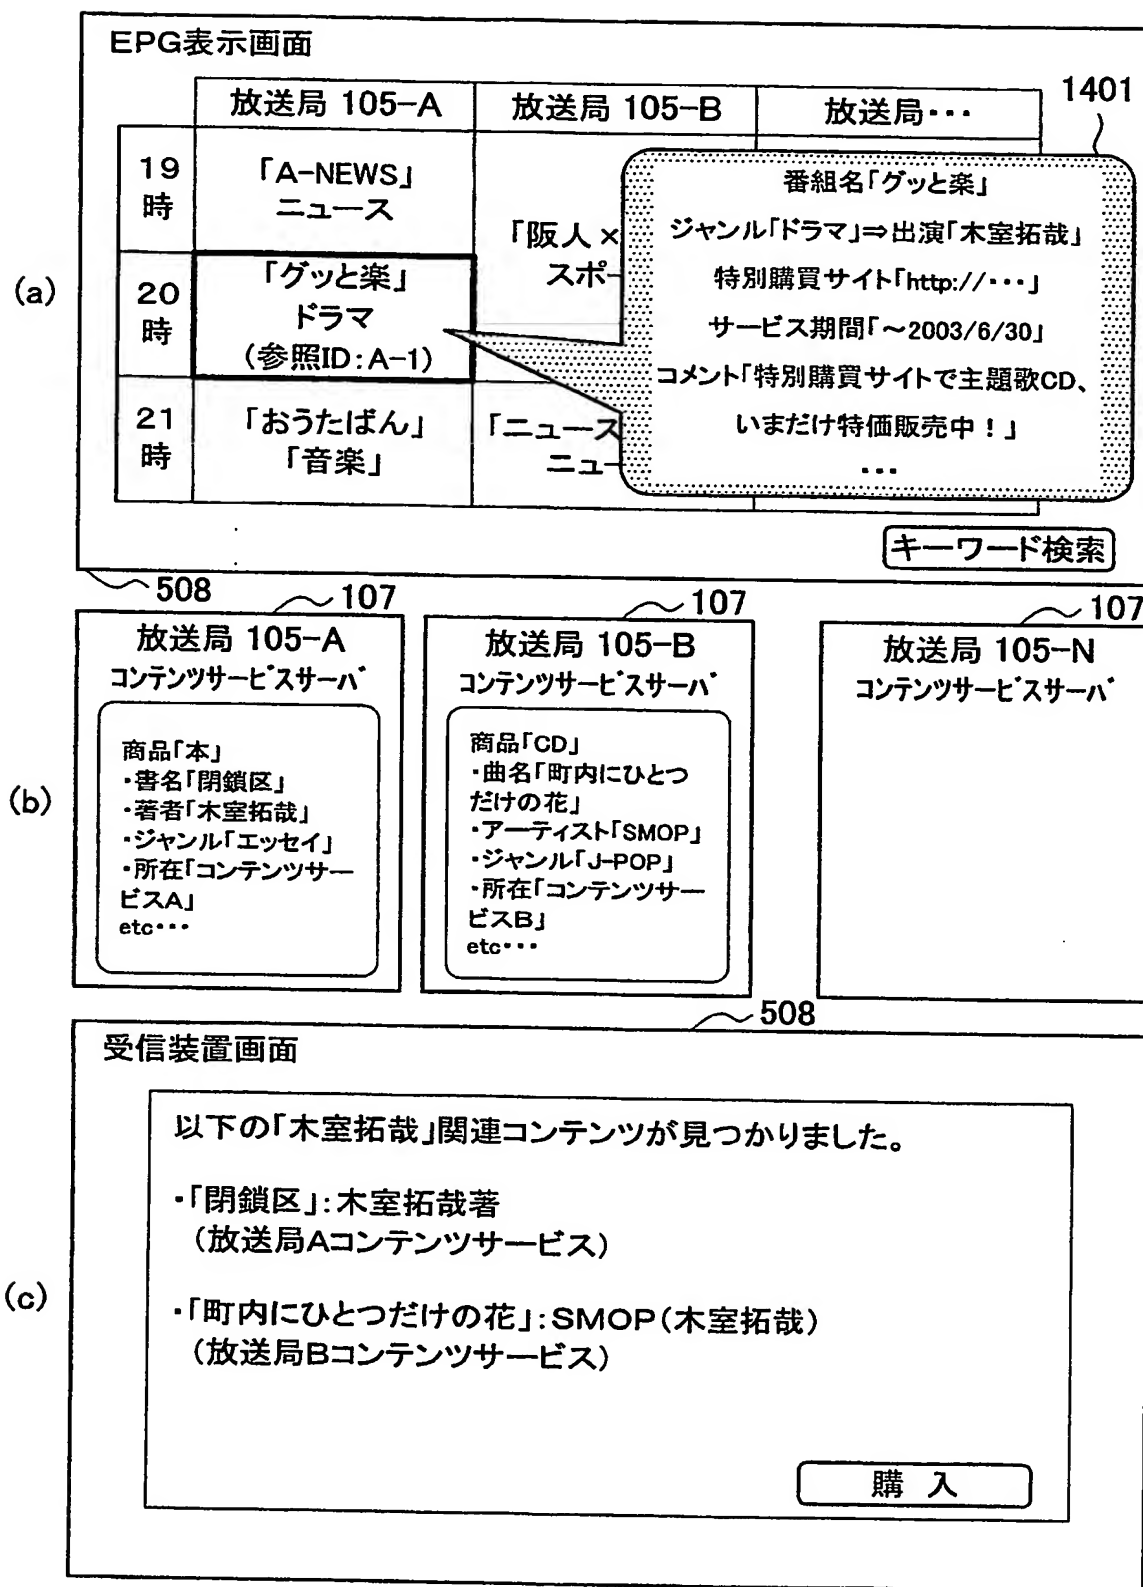 EPG表示画面
1401
放送局 105-A
放送局 105-B
放送局・・・
19
時
「A-NEWS」
ニュース
「阪人×
スポー
20
時
「グッと楽」
ドラマ
(参照ID:A-1)
21
時
「おうたばん」
「音楽」
「ニュース
ニュー
番組名「グッと楽」
ジャンル「ドラマ」⇒出演「木室拓哉」
特別購買サイト「http://・・・」
サービス期間「~2003/6/30」
コメント「特別購買サイトで主題歌CD、
いまだけ特価販売中!」
・・・
(a)
キーワード検索
508
107
107
107
(b)
放送局 105-A
コンテンツサービスサーバ
商品「本」
・書名「閉鎖区」
・著者「木室拓哉」
・ジャンル「エッセイ」
・所在「コンテンツサー
ビスA」
etc・・・
放送局 105-B
コンテンツサービスサーバ
商品「CD」
・曲名「町内にひとつ
だけの花」
・アーティスト「SMOP」
・ジャンル「J-POP」
・所在「コンテンツサー
ビスB」
etc・・・
放送局 105-N
コンテンツサービスサーバ
508
(c)
受信装置画面
以下の「木室拓哉」関連コンテンツが見つかりました。
・「閉鎖区」:木室拓哉著
(放送局Aコンテンツサービス)
・「町内にひとつだけの花」:SMOP(木室拓哉)
(放送局Bコンテンツサービス)
購 入